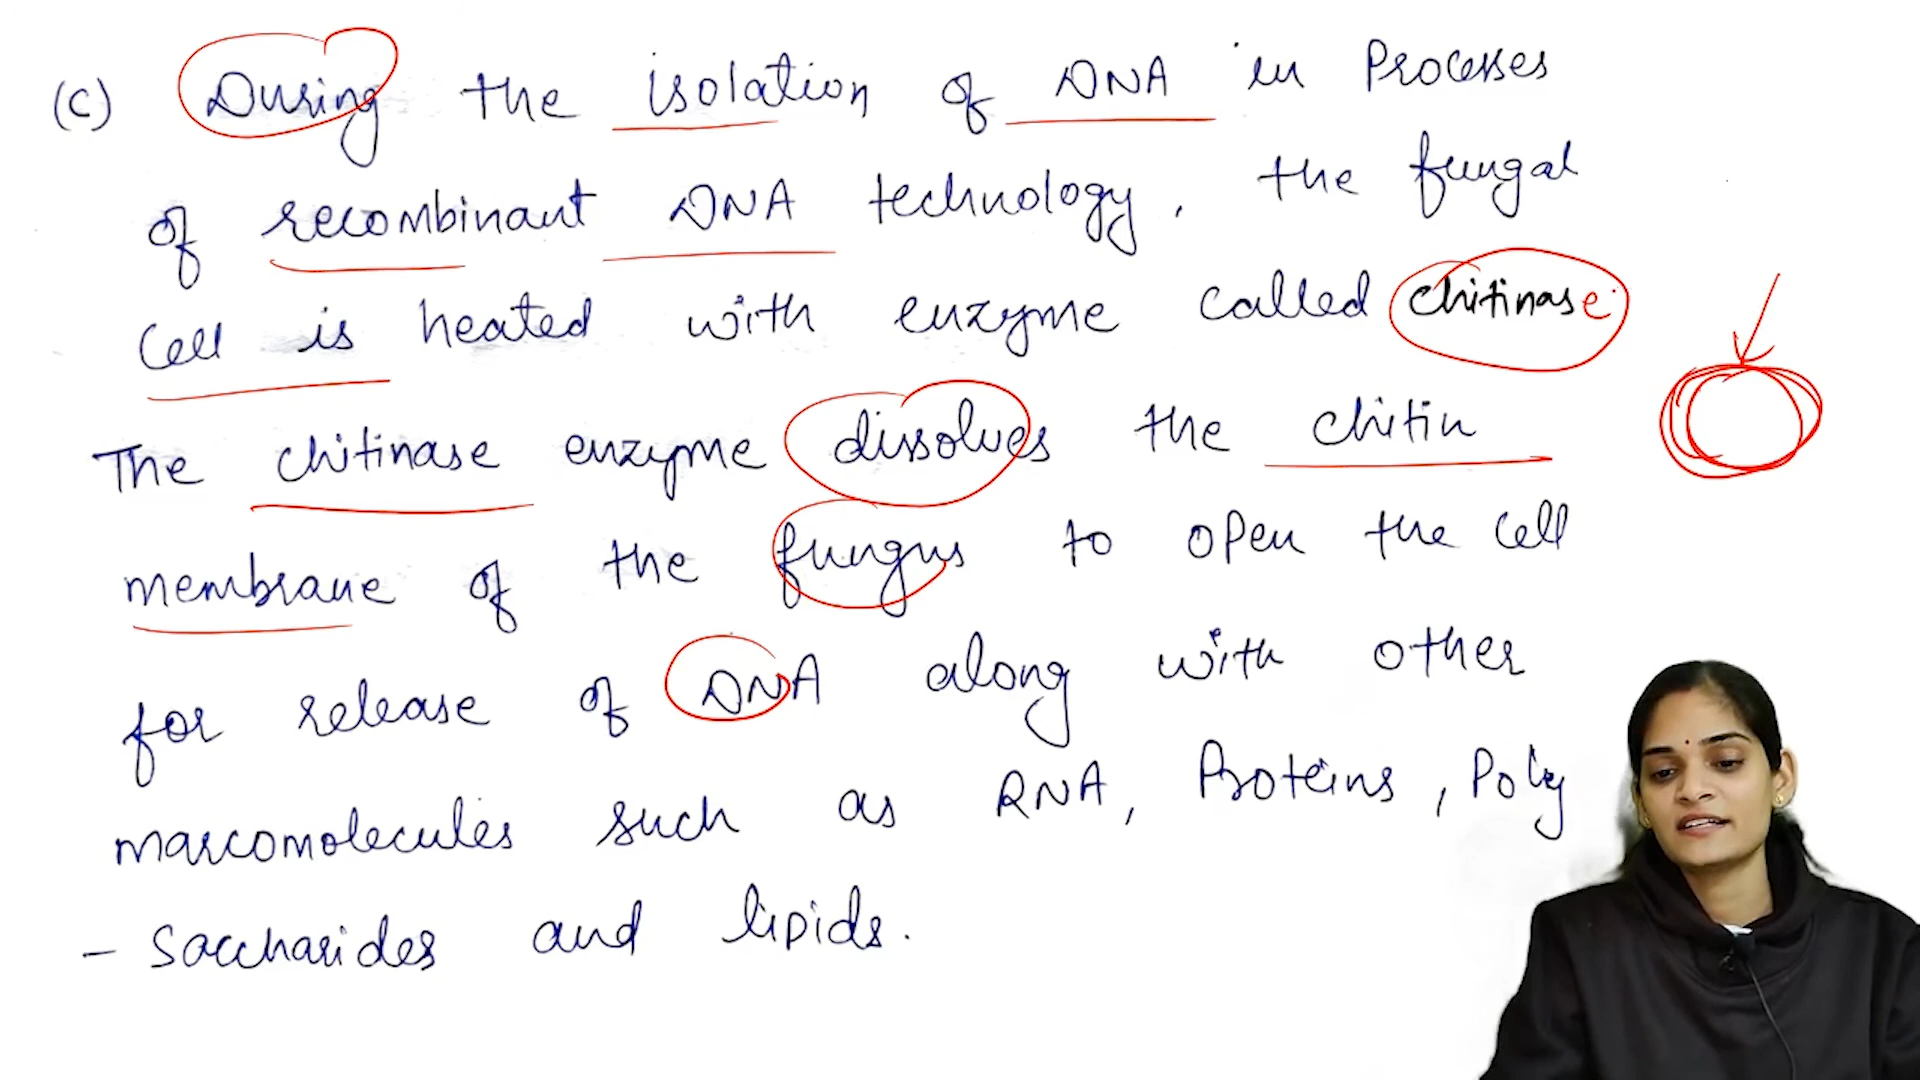 (c) During the isolation of DNA in Processes
of recombinant DNA technology, the fungal
cell is heated with enzyme called chitinase.
The chitinase enzyme dissolves the chitin
membrane of the fungus to open the cell
for release of DNA along with other
marcomolecules such as RNA, Proteins, Poly
- Saccharides and lipids.